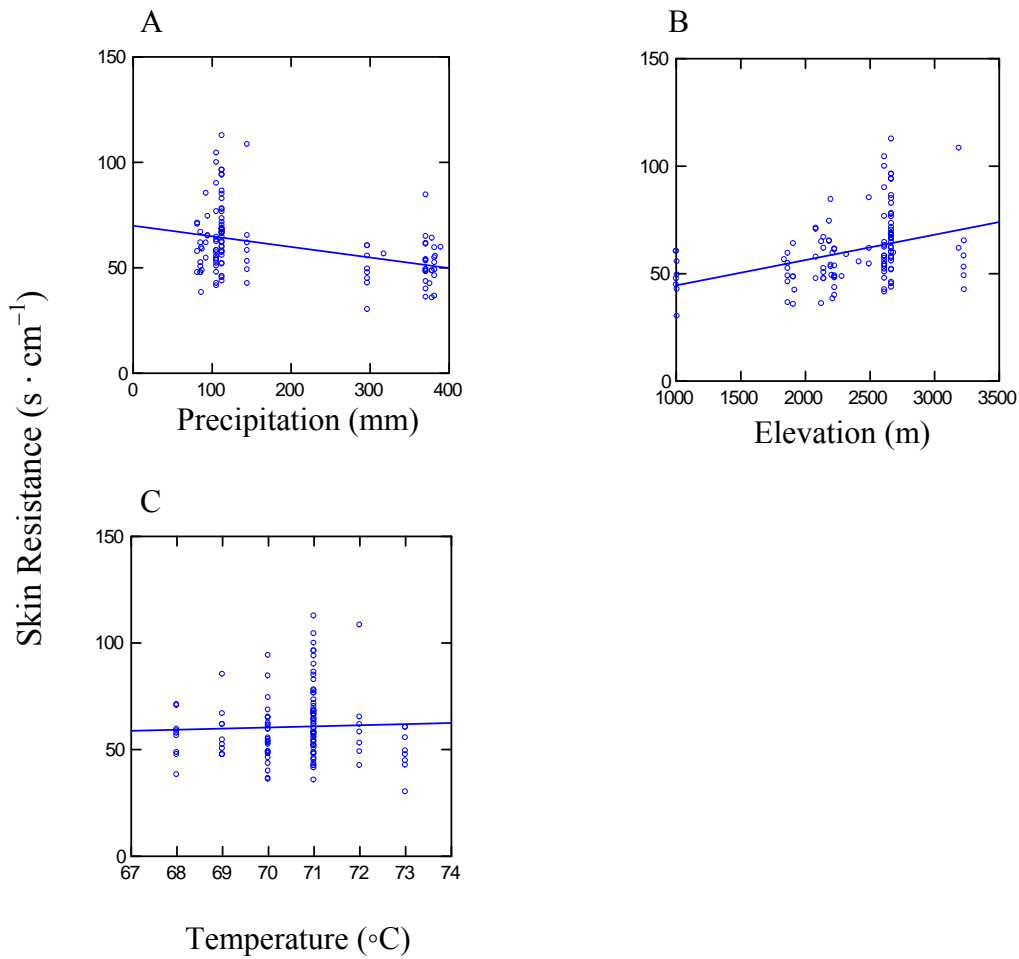 Skin Resistance (s · cm⁻¹)
A
150
100
50
0
0 100 200 300 400
Precipitation (mm)
B
150
100
50
0
1000 1500 2000 2500 3000 3500
Elevation (m)
C
150
100
50
0
67 68 69 70 71 72 73 74
Temperature (∘C)